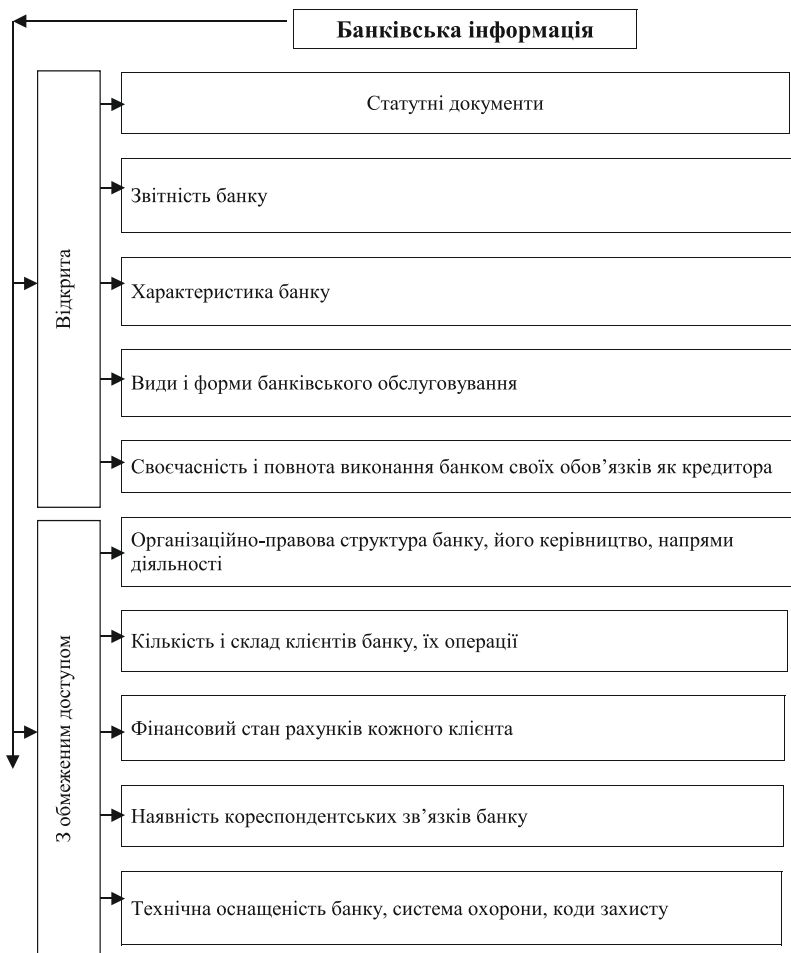 Банківська інформація
Відкрита
Статутні документи
Звітність банку
Характеристика банку
Види і форми банківського обслуговування
Своєчасність і повнота виконання банком своїх обов’язків як кредитора
З обмеженим доступом
Організаційно-правова структура банку, його керівництво, напрями
діяльності
Кількість і склад клієнтів банку, їх операції
Фінансовий стан рахунків кожного клієнта
Наявність кореспондентських зв’язків банку
Технічна оснащеність банку, система охорони, коди захисту